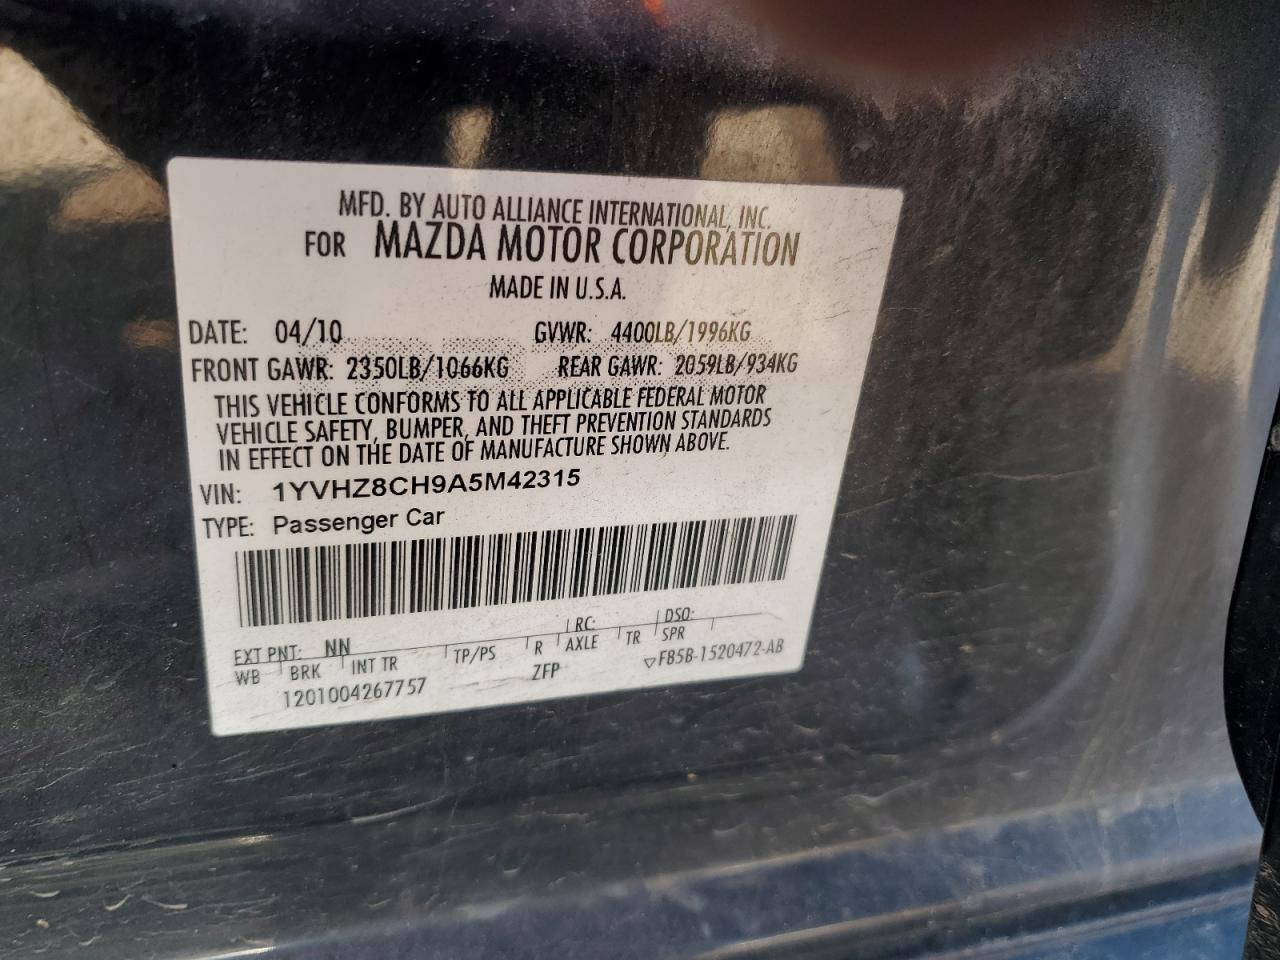 MFD. BY AUTO ALLIANCE INTERNATIONAL, INC.
FOR MAZDA MOTOR CORPORATION
MADE IN U.S.A.
DATE: 04/10 GVWR: 4400LB/1996KG
FRONT GAWR: 2350LB/1066KG REAR GAWR: 2059LB/934KG
THIS VEHICLE CONFORMS TO ALL APPLICABLE FEDERAL MOTOR
VEHICLE SAFETY, BUMPER, AND THEFT PREVENTION STANDARDS
IN EFFECT ON THE DATE OF MANUFACTURE SHOWN ABOVE.
VIN: 1YVHZ8CH9A5M42315
TYPE: Passenger Car
EXT PNT: NN RC: DSO:
WB BRK INT TR TP/PS R AXLE TR SPR
1201004267757 ZFP ▽F85B-1520472-AB